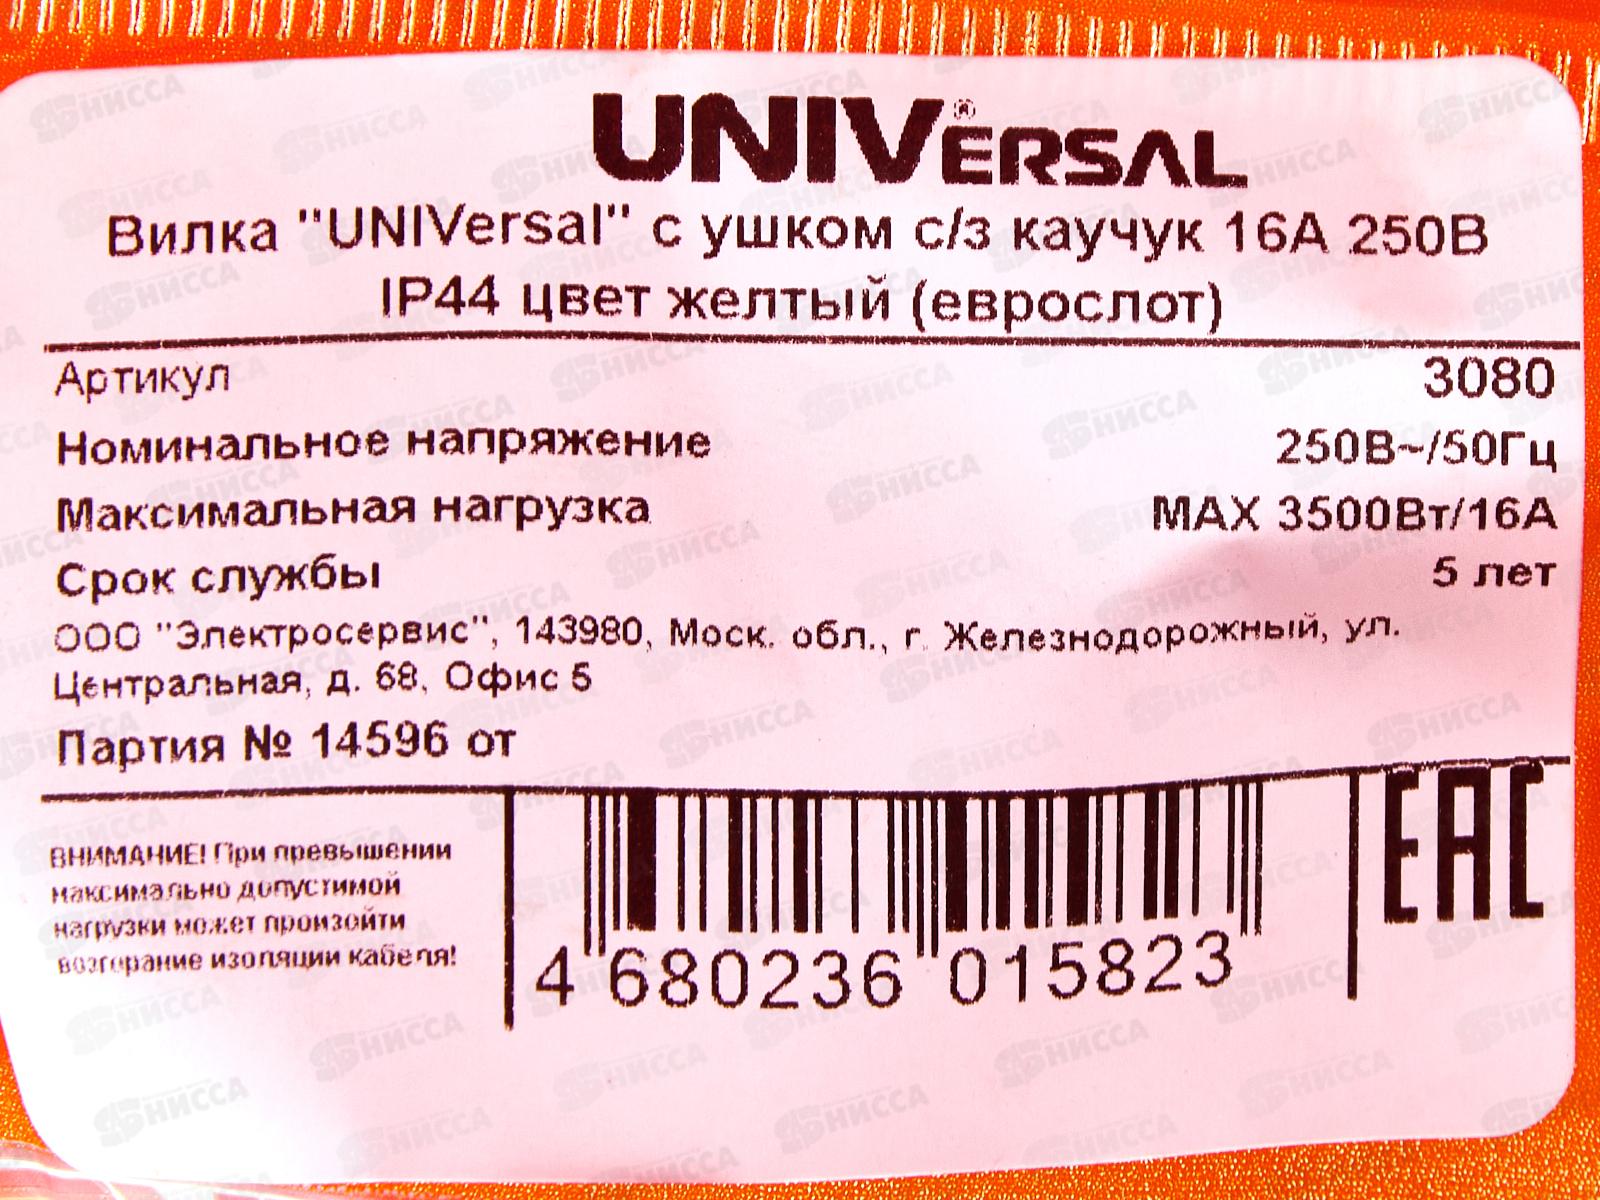 UNIVERSAL®
Вилка "UNIVersal" с ушком с/з каучук 16А 250В
IP44 цвет желтый (еврослот)
Артикул 3080
Номинальное напряжение 250В~/50Гц
Максимальная нагрузка MAX 3500Вт/16А
Срок службы 5 лет
ООО "Электросервис", 143980, Моск. обл., г. Железнодорожный, ул.
Центральная, д. 68, Офис 5
Партия № 14596 от
ВНИМАНИЕ! При превышении
максимально допустимой
нагрузки может произойти
возгорание изоляции кабеля!
4 680236 015823
EAC
НИССА